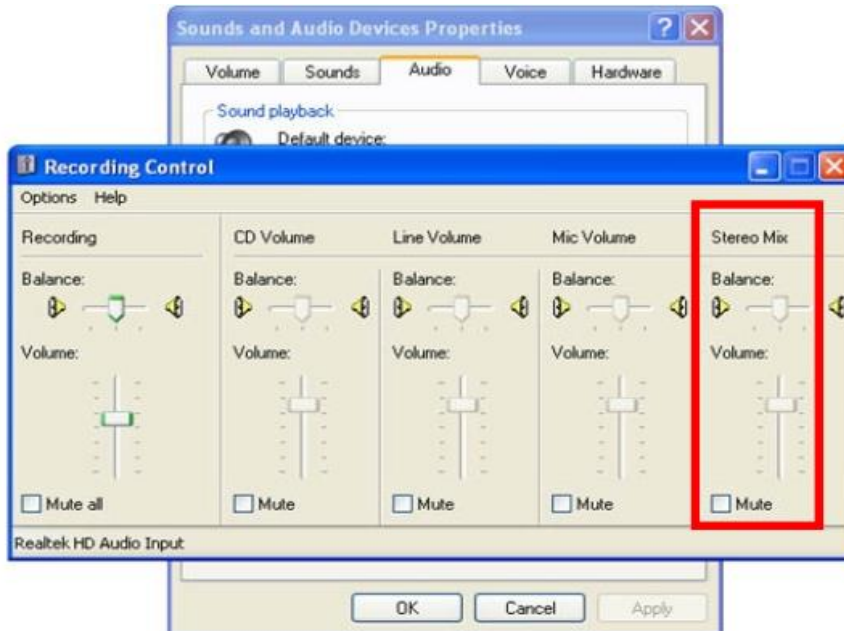 Sounds and Audio Devices Properties
Volume Sounds Audio Voice Hardware
Sound playback
Default device:
Recording Control
Options Help
Recording CD Volume Line Volume Mic Volume Stereo Mix
Balance: Balance: Balance: Balance: Balance:
Volume: Volume: Volume: Volume: Volume:
Mute all Mute Mute Mute Mute
Realtek HD Audio Input
OK Cancel Apply